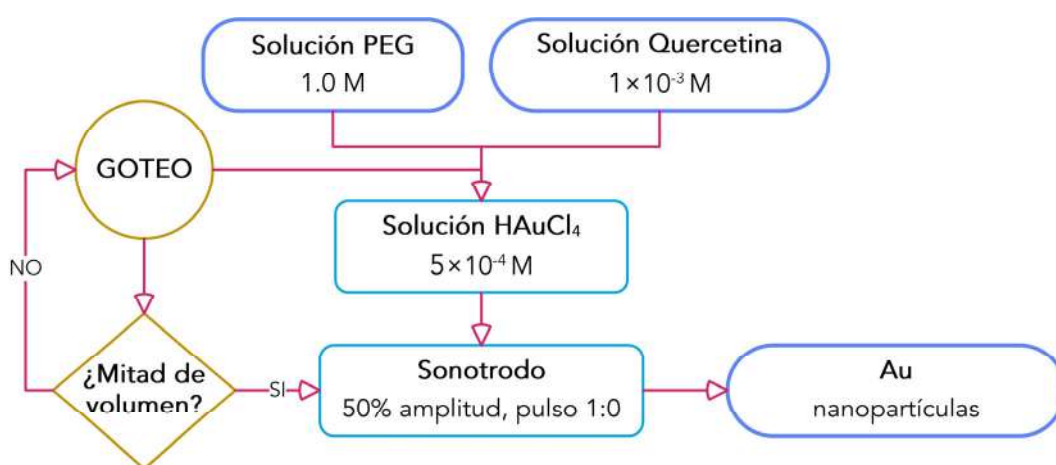 Solución PEG
1.0 M
Solución Quercetina
1×10⁻³ M
GOTEO
Solución HAuCl₄
5×10⁻⁴ M
NO
¿Mitad de
volumen?
SI
Sonotrodo
50% amplitud, pulso 1:0
Au
nanopartículas